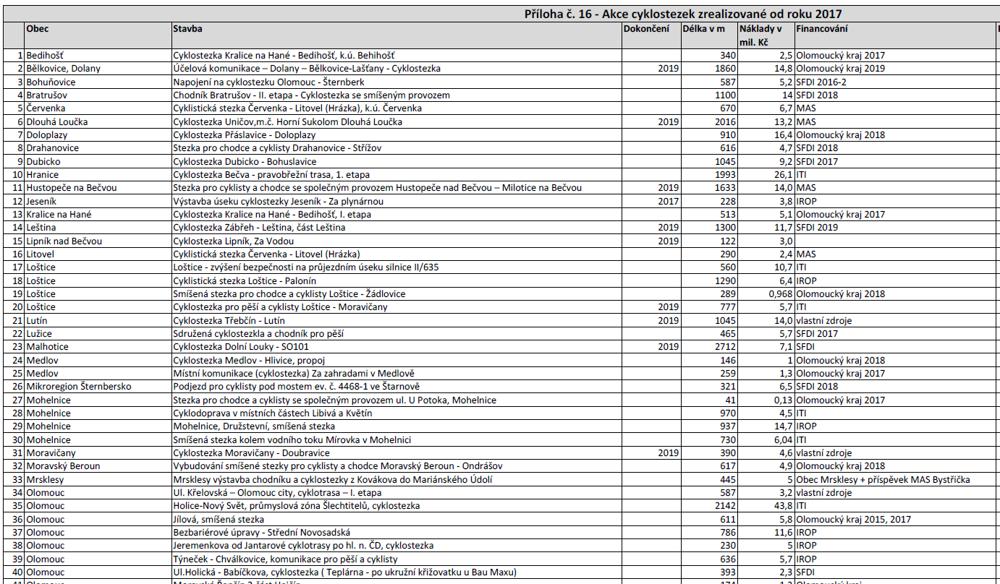 Příloha č. 16 - Akce cyklostezek zrealizované od roku 2017
Obec Stavba Dokončení Délka v m Náklady v mil. Kč Financování
1 Bedihošť Cyklostezka Kralice na Hané - Bedihošť, k.ú. Behihošť 340 2,5 Olomoucký kraj 2017
2 Bělkovice, Dolany Účelová komunikace – Dolany – Bělkovice-Lašťany - Cyklostezka 2019 1860 14,8 Olomoucký kraj 2019
3 Bohuňovice Napojení na cyklostezku Olomouc - Šternberk 587 5,2 SFDI 2016-2
4 Bratrušov Chodník Bratrušov - II. etapa - Cyklostezka se smíšeným provozem 1100 14 SFDI 2018
5 Červenka Cyklistická stezka Červenka - Litovel (Hrázka), k.ú. Červenka 670 6,7 MAS
6 Dlouhá Loučka Cyklostezka Uničov,m.č. Horní Sukolom Dlouhá Loučka 2019 2016 13,2 MAS
7 Doloplazy Cyklostezka Přáslavice - Doloplazy 910 16,4 Olomoucký kraj 2018
8 Drahanovice Stezka pro chodce a cyklisty Drahanovice - Střížov 616 4,7 SFDI 2018
9 Dubicko Cyklostezka Dubicko - Bohuslavice 1045 9,2 SFDI 2017
10 Hranice Cyklostezka Bečva - pravobřežní trasa, 1. etapa 1993 26,1 ITI
11 Hustopeče na Bečvou Stezka pro cyklisty a chodce se společným provozem Hustopeče nad Bečvou – Milotice na Bečvou 2019 1633 14,0 MAS
12 Jeseník Výstavba úseku cyklostezky Jeseník - Za plynárnou 2017 228 3,8 IROP
13 Kralice na Hané Cyklostezka Kralice na Hané - Bedihošť, I. etapa 513 5,1 Olomoucký kraj 2017
14 Leština Cyklostezka Zábřeh - Leština, část Leština 2019 1300 11,7 SFDI 2019
15 Lipník nad Bečvou Cyklostezka Lipník, Za Vodou 2019 122 3,0
16 Litovel Cyklistická stezka Červenka - Litovel (Hrázka) 290 2,4 MAS
17 Loštice Loštice - zvýšení bezpečnosti na průjezdním úseku silnice II/635 560 10,7 ITI
18 Loštice Cyklistická stezka Loštice - Palonín 1290 6,4 IROP
19 Loštice Smíšená stezka pro chodce a cyklisty Loštice - Žádlovice 289 0,968 Olomoucký kraj 2018
20 Loštice Cyklostezka pro pěší a cyklisty Loštice - Moravičany 2019 777 5,7 ITI
21 Lutín Cyklostezka Třebčín - Lutín 2019 1045 14,0 vlastní zdroje
22 Lužice Sdružená cyklostezkla a chodník pro pěší 465 5,7 SFDI 2017
23 Malhotice Cyklostezka Dolní Louky - SO101 2019 2712 7,1 SFDI
24 Medlov Cyklostezka Medlov - Hlivice, propoj 146 1 Olomoucký kraj 2018
25 Medlov Místní komunikace (cyklostezka) Za zahradami v Medlově 259 1,3 Olomoucký kraj 2017
26 Mikroregion Šternbersko Podjezd pro cyklisty pod mostem ev. č. 4468-1 ve Štarnově 321 6,5 SFDI 2018
27 Mohelnice Stezka pro chodce a cyklisty se společným provozem ul. U Potoka, Mohelnice 41 0,13 Olomoucký kraj 2017
28 Mohelnice Cyklodoprava v místních částech Libivá a Květín 970 4,5 ITI
29 Mohelnice Mohelnice, Družstevní, smíšená stezka 937 14,7 IROP
30 Mohelnice Smíšená stezka kolem vodního toku Mírovka v Mohelnici 730 6,04 ITI
31 Moravičany Cyklostezka Moravičany - Doubravice 2019 390 4,6 vlastní zdroje
32 Moravský Beroun Vybudování smíšené stezky pro cyklisty a chodce Moravský Beroun - Ondrášov 617 4,9 Olomoucký kraj 2018
33 Mrsklesy Mrsklesy výstavba chodníku a cyklostezky z Kovákova do Mariánského Údolí 445 5 Obec Mrsklesy + příspěvek MAS Bystřička
34 Olomouc Ul. Křelovská – Olomouc city, cyklotrasa – I. etapa 587 3,2 vlastní zdroje
35 Olomouc Holice-Nový Svět, průmyslová zóna Šlechtitelů, cyklostezka 2142 43,8 ITI
36 Olomouc Jílová, smíšená stezka 611 5,8 Olomoucký kraj 2015, 2017
37 Olomouc Bezbariérové úpravy - Střední Novosadská 786 11,6 IROP
38 Olomouc Jeremenkova od Jantarové cyklotrasy po hl. n. ČD, cyklostezka 230 5 IROP
39 Olomouc Týneček - Chválkovice, komunikace pro pěší a cyklisty 636 5,7 IROP
40 Olomouc Ul.Holická - Babíčkova, cyklostezka ( Teplárna - po ukružní křižovatku u Bau Maxu) 393 2,3 SFDI